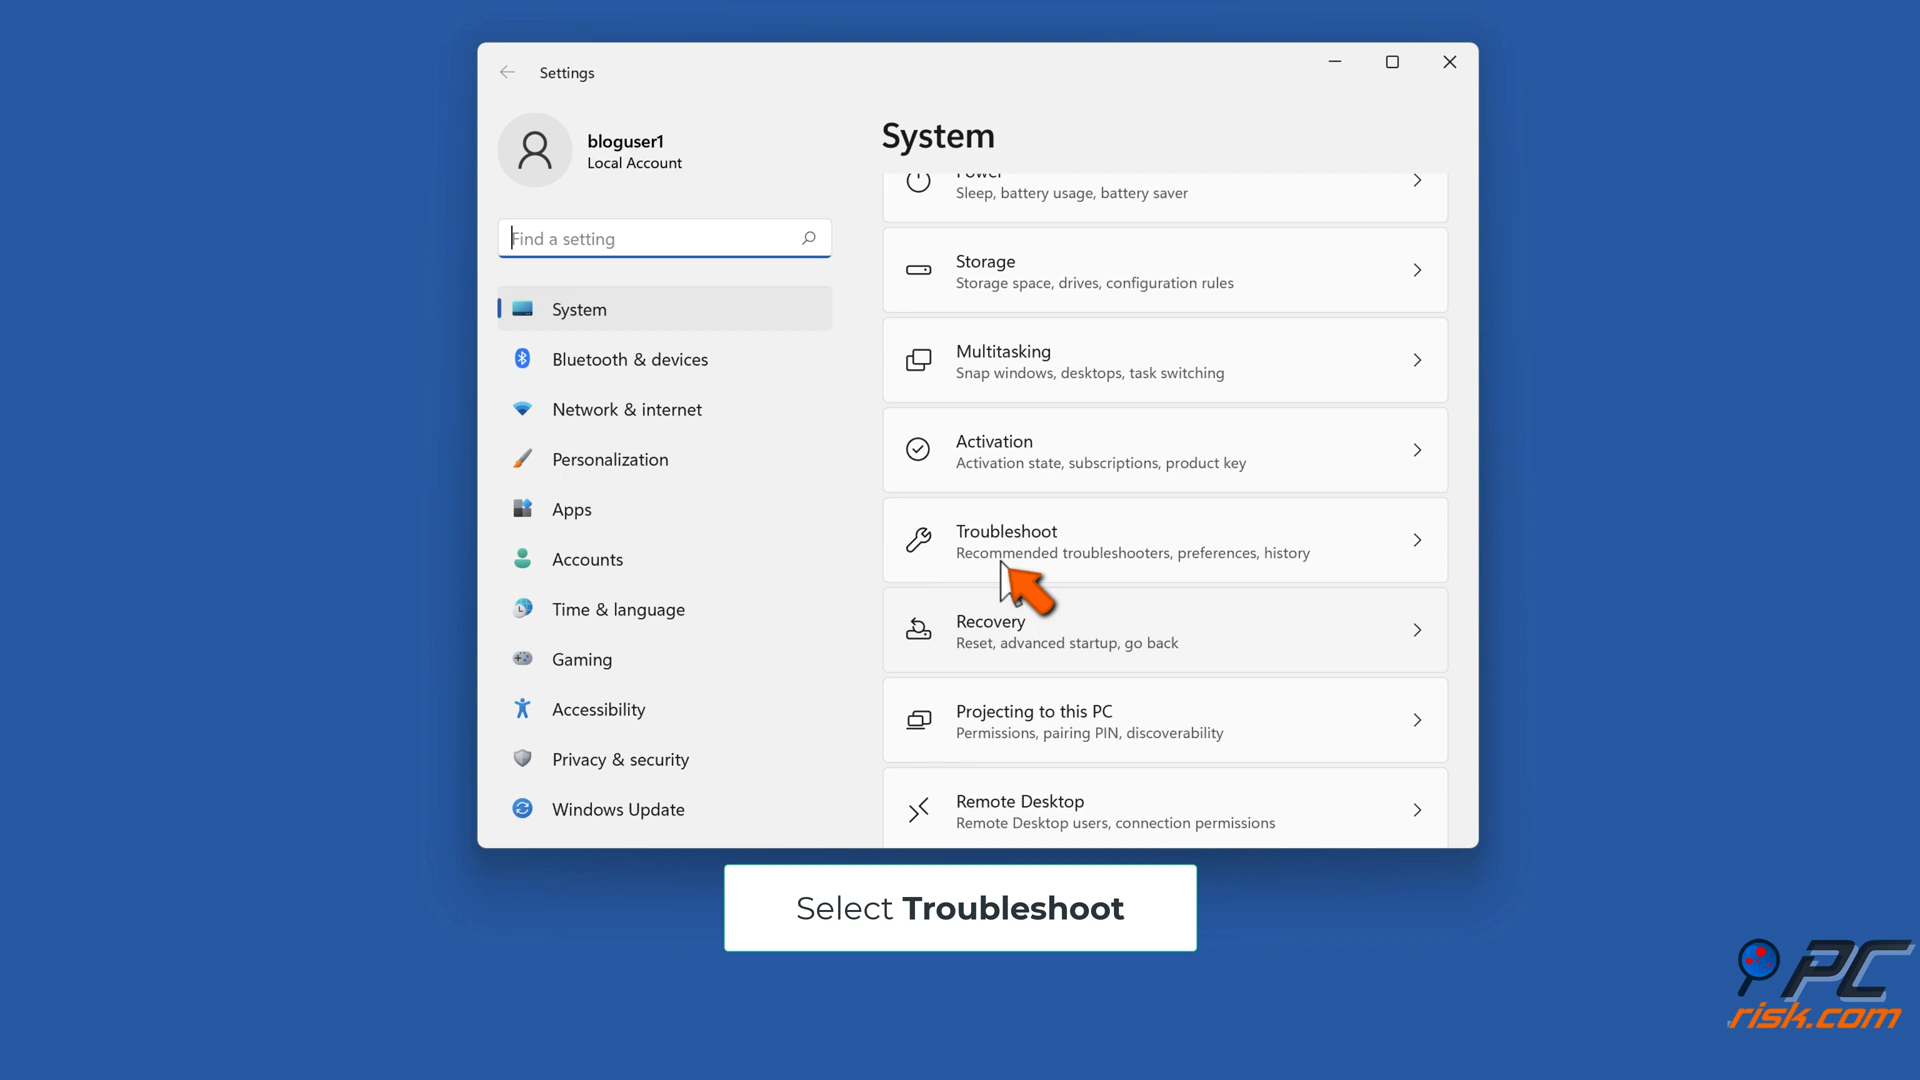 Settings
bloguser1
Local Account
Find a setting
System
Bluetooth & devices
Network & internet
Personalization
Apps
Accounts
Time & language
Gaming
Accessibility
Privacy & security
Windows Update
System
Power
Sleep, battery usage, battery saver
Storage
Storage space, drives, configuration rules
Multitasking
Snap windows, desktops, task switching
Activation
Activation state, subscriptions, product key
Troubleshoot
Recommended troubleshooters, preferences, history
Recovery
Reset, advanced startup, go back
Projecting to this PC
Permissions, pairing PIN, discoverability
Remote Desktop
Remote Desktop users, connection permissions
Select Troubleshoot
PC
risk.com